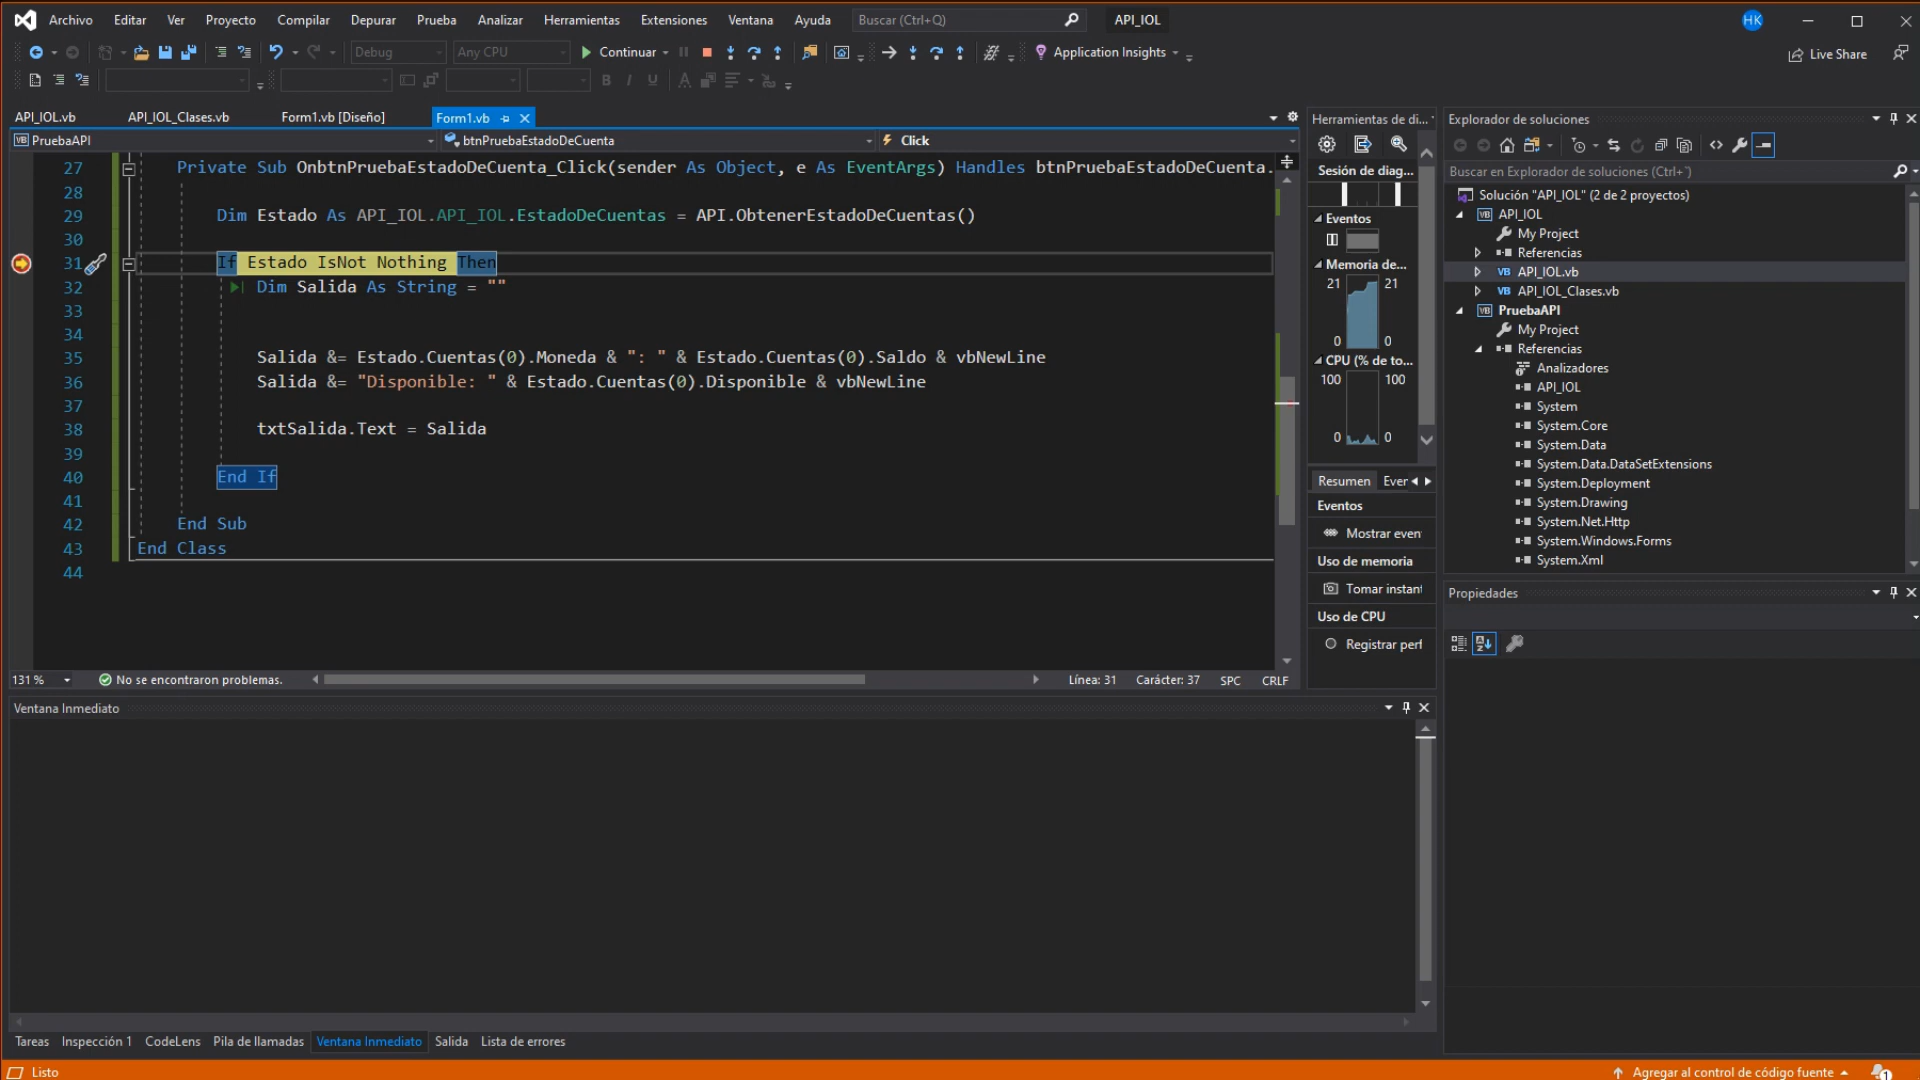 Archivo Editar Ver Proyecto Compilar Depurar Prueba Analizar Herramientas Extensiones Ventana Ayuda Buscar (Ctrl+Q) API_IOL HK
Debug Any CPU Continuar Application Insights Live Share
API_IOL.vb API_IOL_Clases.vb Form1.vb [Diseño] Form1.vb
PruebaAPI btnPruebaEstadoDeCuenta Click
27 Private Sub OnbtnPruebaEstadoDeCuenta_Click(sender As Object, e As EventArgs) Handles btnPruebaEstadoDeCuenta.
28
29 Dim Estado As API_IOL.API_IOL.EstadoDeCuentas = API.ObtenerEstadoDeCuentas()
30
31 If Estado IsNot Nothing Then
32 Dim Salida As String = ""
33
34
35 Salida &= Estado.Cuentas(0).Moneda & ": " & Estado.Cuentas(0).Saldo & vbNewLine
36 Salida &= "Disponible: " & Estado.Cuentas(0).Disponible & vbNewLine
37
38 txtSalida.Text = Salida
39
40 End If
41
42 End Sub
43 End Class
44
131 % No se encontraron problemas. Línea: 31 Carácter: 37 SPC CRLF
Herramientas de di...
Sesión de diag...
Eventos
Memoria de...
21 21
0 0
CPU (% de to...
100 100
0 0
Resumen Ever
Eventos
Mostrar even
Uso de memoria
Tomar instant
Uso de CPU
Registrar perf
Explorador de soluciones
Buscar en Explorador de soluciones (Ctrl+¨)
Solución "API_IOL" (2 de 2 proyectos)
VB API_IOL
My Project
Referencias
VB API_IOL.vb
VB API_IOL_Clases.vb
VB PruebaAPI
My Project
Referencias
Analizadores
API_IOL
System
System.Core
System.Data
System.Data.DataSetExtensions
System.Deployment
System.Drawing
System.Net.Http
System.Windows.Forms
System.Xml
Propiedades
Ventana Inmediato
Tareas Inspección 1 CodeLens Pila de llamadas Ventana Inmediato Salida Lista de errores
Listo Agregar al control de código fuente 1